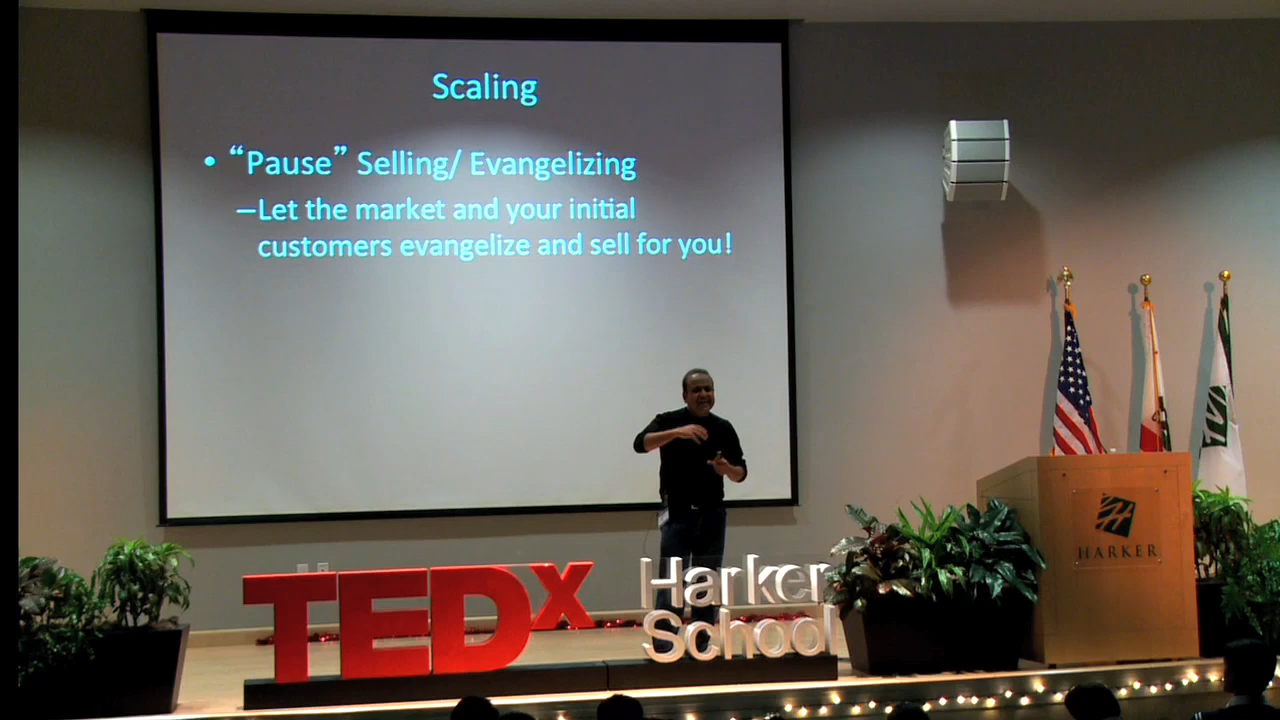 Scaling
• “Pause” Selling/ Evangelizing
–Let the market and your initial
customers evangelize and sell for you!
TEDx
Harker
School
HARKER